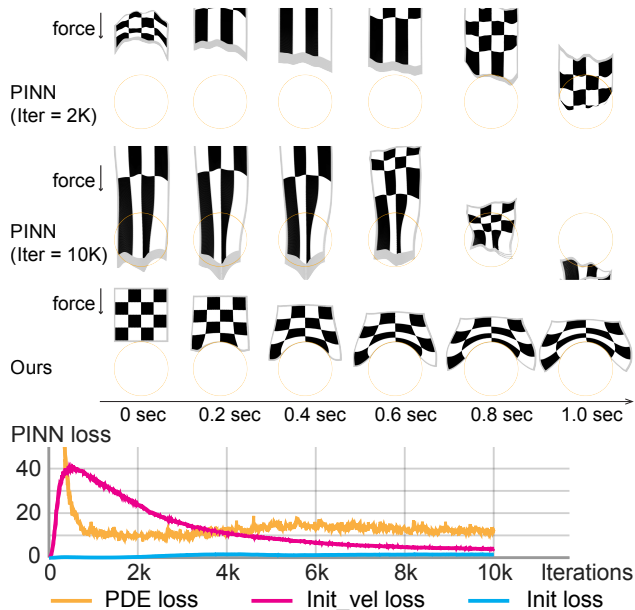 force
PINN
(Iter = 2K)
force
PINN
(Iter = 10K)
force
Ours
0 sec 0.2 sec 0.4 sec 0.6 sec 0.8 sec 1.0 sec
PINN loss
40
20
0
0 2k 4k 6k 8k 10k Iterations
PDE loss Init_vel loss Init loss